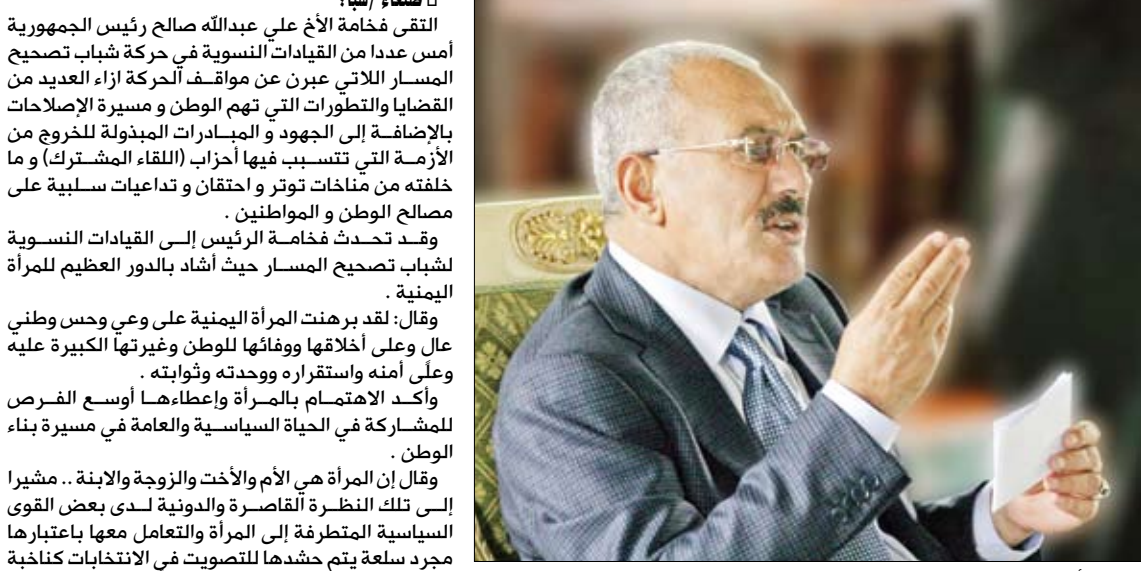 صنعاء /سبأ:
التقى فخامة الأخ علي عبدالله صالح رئيس الجمهورية
أمس عددا من القيادات النسوية في حركة شباب تصحيح
المسار اللاتي عبرن عن مواقف الحركة ازاء العديد من
القضايا والتطورات التي تهم الوطن و مسيرة الإصلاحات
بالإضافة إلى الجهود و المبادرات المبذولة للخروج من
الأزمة التي تتسبب فيها أحزاب (اللقاء المشترك) و ما
خلفته من مناخات توتر و احتقان و تداعيات سلبية على
مصالح الوطن و المواطنين .
وقد تحدث فخامة الرئيس إلى القيادات النسوية
لشباب تصحيح المسار حيث أشاد بالدور العظيم للمرأة
اليمنية .
وقال: لقد برهنت المرأة اليمنية على وعي وحس وطني
عالٍ وعلى أخلاقها ووفائها للوطن وغيرتها الكبيرة عليه
وعلى أمنه واستقراره ووحدته وثوابته .
وأكد الاهتمام بالمرأة وإعطاءها أوسع الفرص
للمشاركة في الحياة السياسية والعامة في مسيرة بناء
الوطن .
وقال إن المرأة هي الأم والأخت والزوجة والابنة .. مشيرا
إلى تلك النظرة القاصرة والدونية لدى بعض القوى
السياسية المتطرفة إلى المرأة والتعامل معها باعتبارها
مجرد سلعة يتم حشدها للتصويت في الانتخابات كناخبة